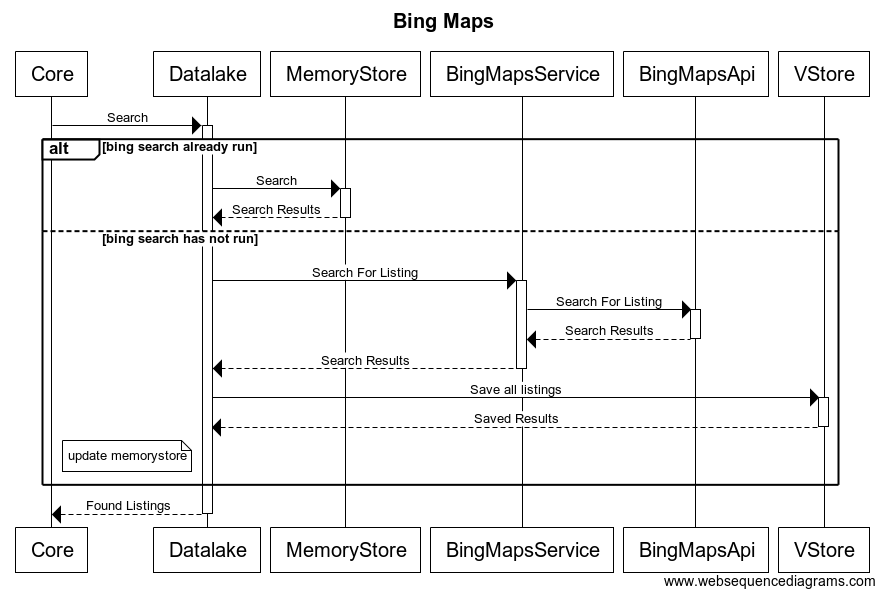 Bing Maps
Core
Datalake
MemoryStore
BingMapsService
BingMapsApi
VStore
Search
alt
[bing search already run]
Search
Search Results
[bing search has not run]
Search For Listing
Search For Listing
Search Results
Search Results
Save all listings
Saved Results
update memorystore
Found Listings
Core
Datalake
MemoryStore
BingMapsService
BingMapsApi
VStore
www.websequencediagrams.com